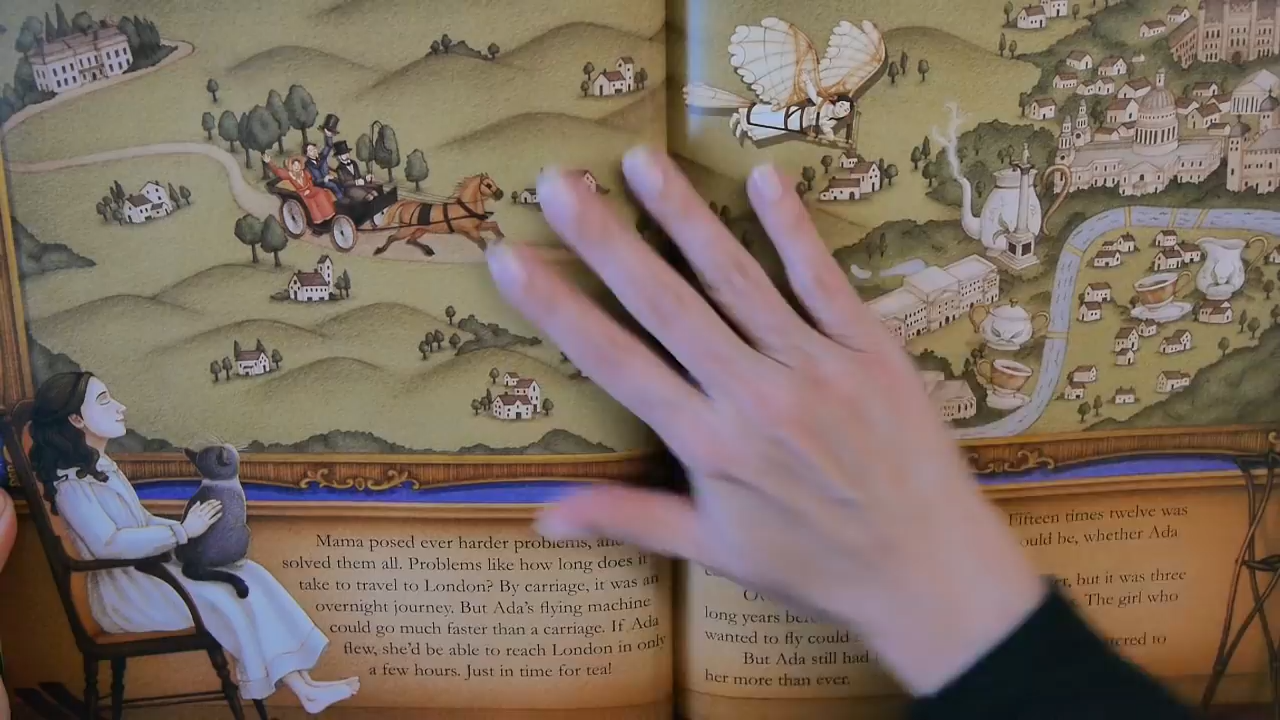 Mama posed ever harder problems, and
solved them all. Problems like how long does it
take to travel to London? By carriage, it was an
overnight journey. But Ada's flying machine
could go much faster than a carriage. If Ada
flew, she'd be able to reach London in only
a few hours. Just in time for tea!
Fifteen times twelve was
ould be, whether Ada
but it was three
The girl who
long years
wanted to fly could
to
But Ada still had
her more than ever.